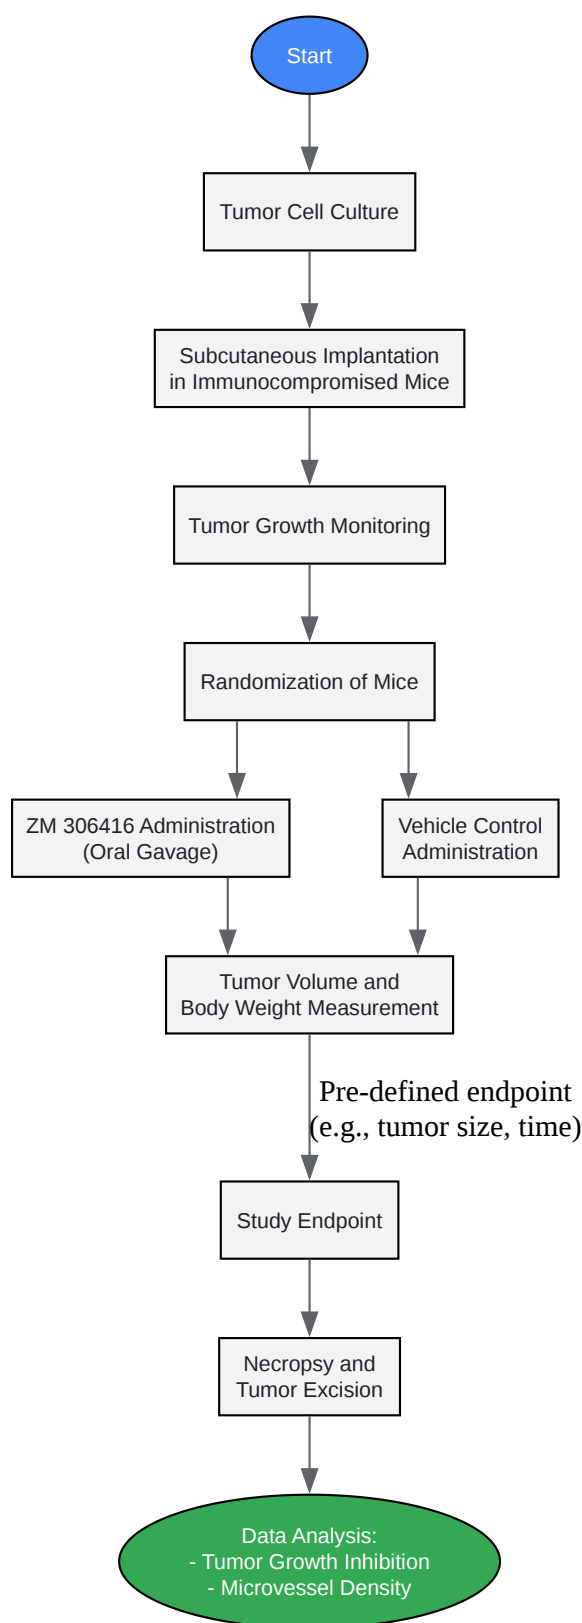 Start
Tumor Cell Culture
Subcutaneous Implantation
in Immunocompromised Mice
Tumor Growth Monitoring
Randomization of Mice
ZM 306416 Administration
(Oral Gavage)
Vehicle Control
Administration
Tumor Volume and
Body Weight Measurement
Pre-defined endpoint
(e.g., tumor size, time)
Study Endpoint
Necropsy and
Tumor Excision
Data Analysis:
- Tumor Growth Inhibition
- Microvessel Density